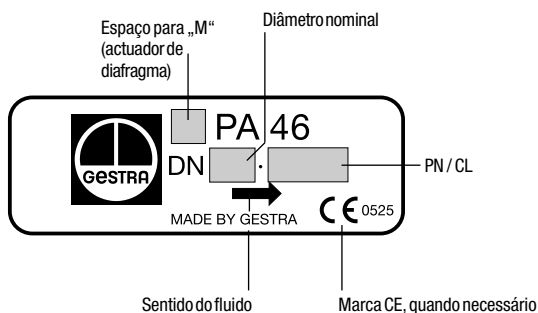 Espaço para „M“
(actuador de
diafragma)
Diâmetro nominal
PA 46
GESTRA
DN
.
PN / CL
MADE BY GESTRA
CE 0525
Sentido do fluido
Marca CE, quando necessário